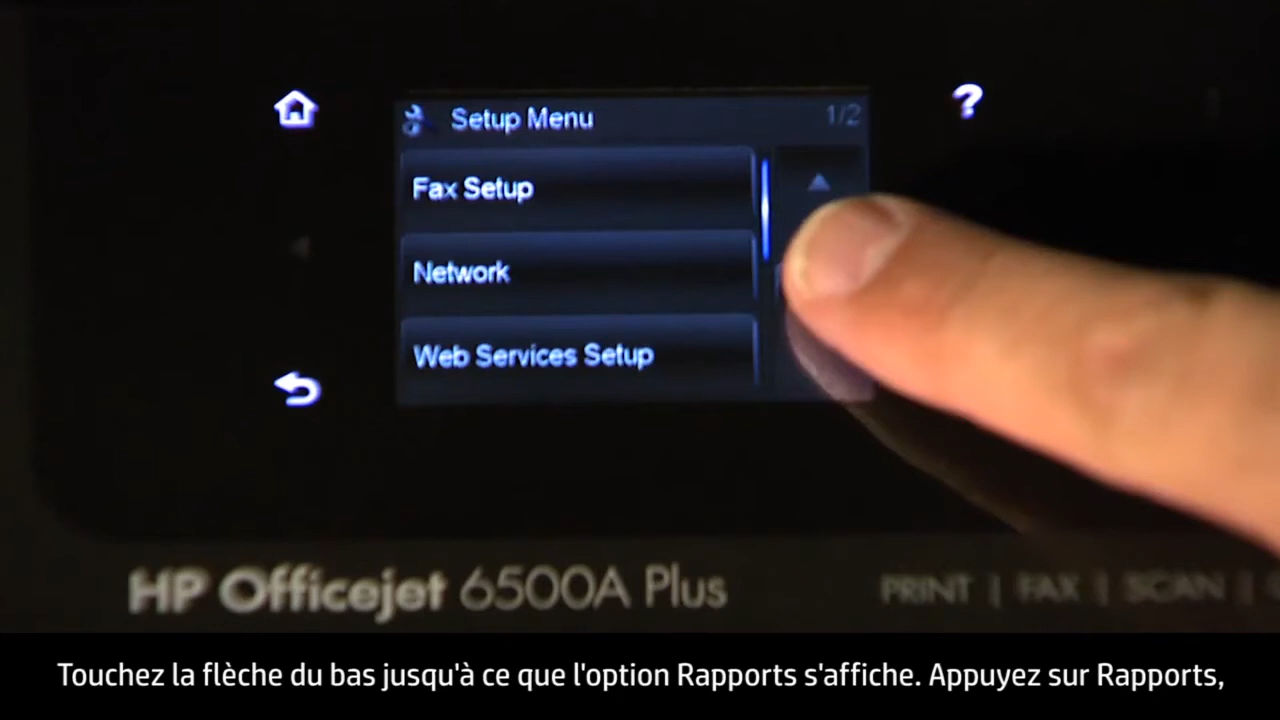 Setup Menu 1/2
Fax Setup
Network
Web Services Setup
?
HP Officejet 6500A Plus
PRINT | FAX | SCAN |
Touchez la flèche du bas jusqu'à ce que l'option Rapports s'affiche. Appuyez sur Rapports,